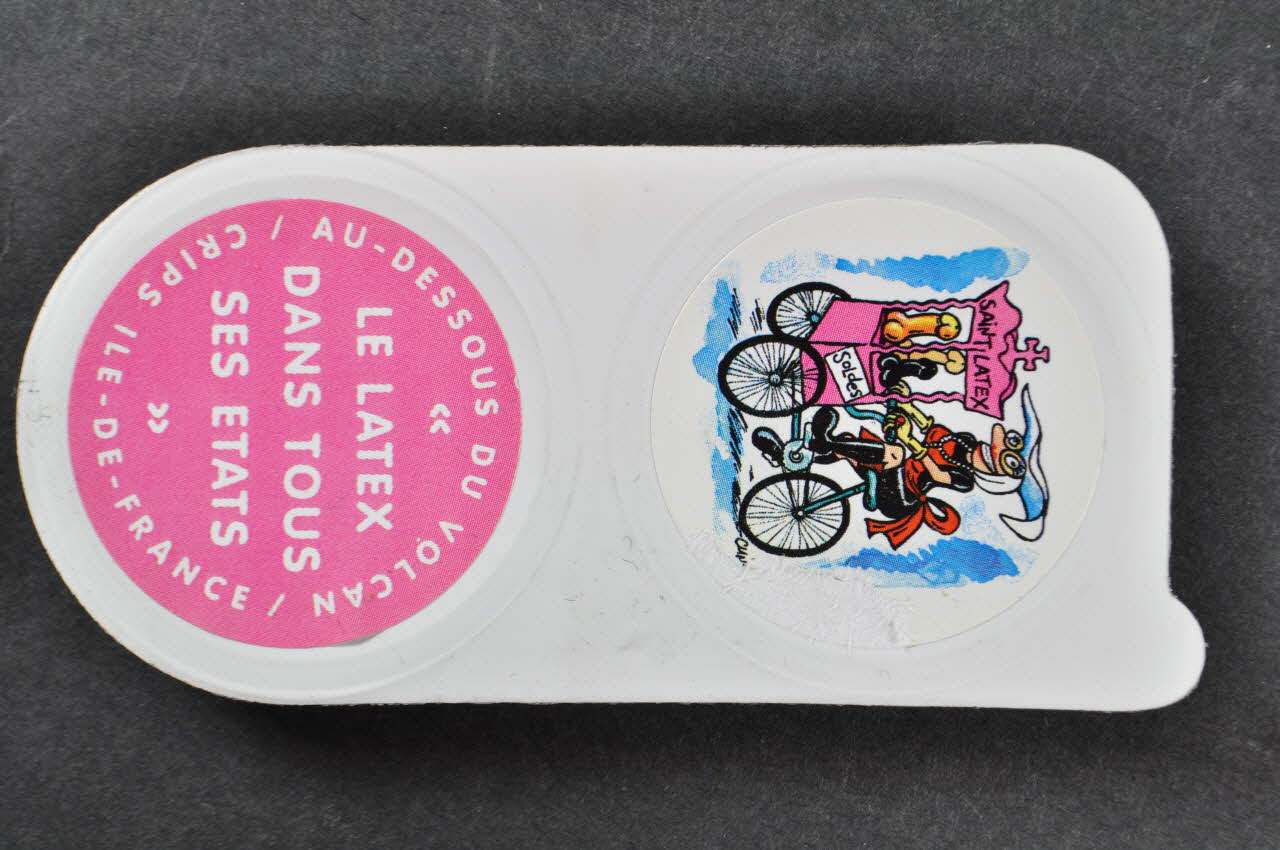 AU-DESSOUS DU VOLCAN / CRIPS ILE-DE-FRANCE /
«
LE LATEX
DANS TOUS
SES ETATS
»
SAINT LATEX
SOLDES